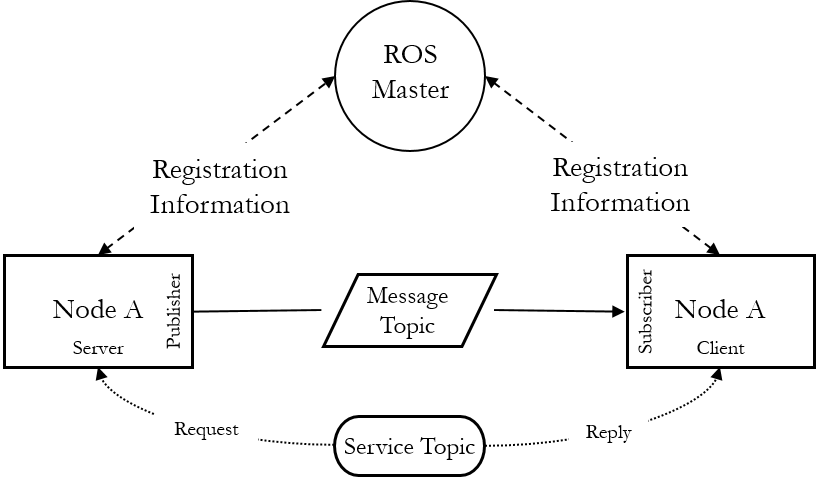 ROS
Master
Registration
Information
Registration
Information
Node A
Server
Publisher
Message
Topic
Subscriber
Node A
Client
Request
Service Topic
Reply